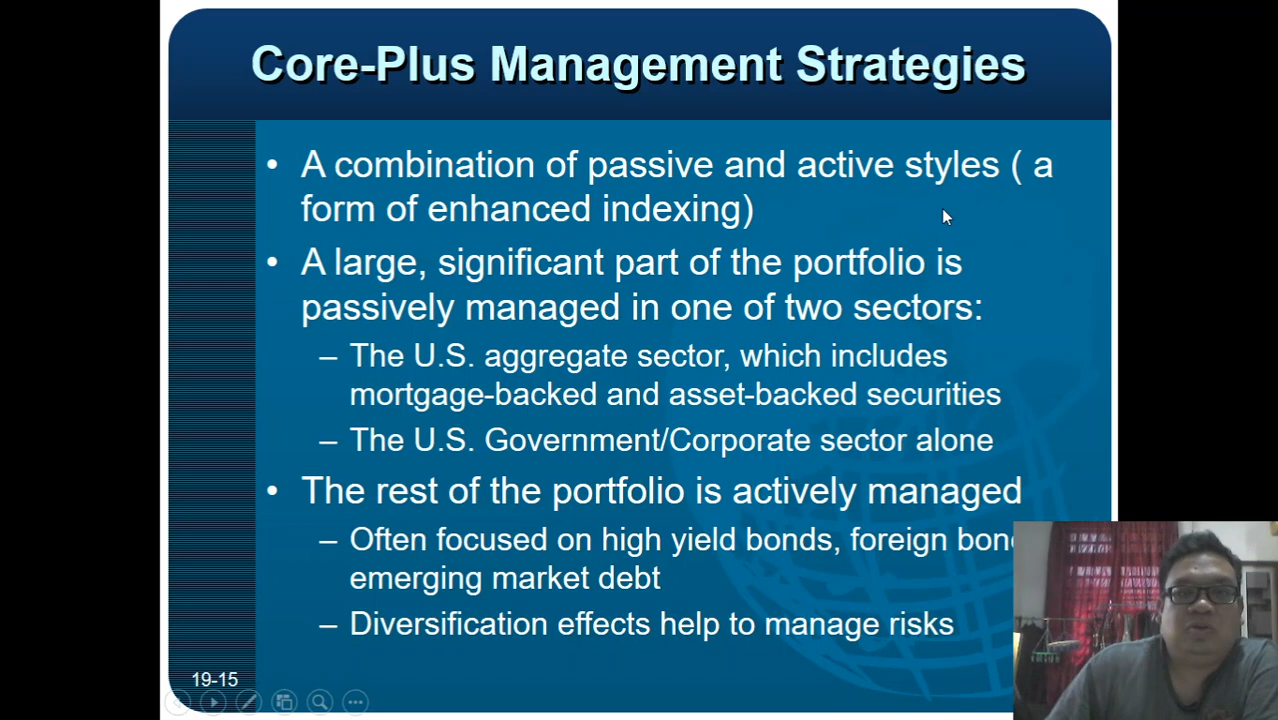 Core-Plus Management Strategies
• A combination of passive and active styles ( a
form of enhanced indexing)
• A large, significant part of the portfolio is
passively managed in one of two sectors:
– The U.S. aggregate sector, which includes
mortgage-backed and asset-backed securities
– The U.S. Government/Corporate sector alone
• The rest of the portfolio is actively managed
– Often focused on high yield bonds, foreign
emerging market debt
– Diversification effects help to manage risks
19-15